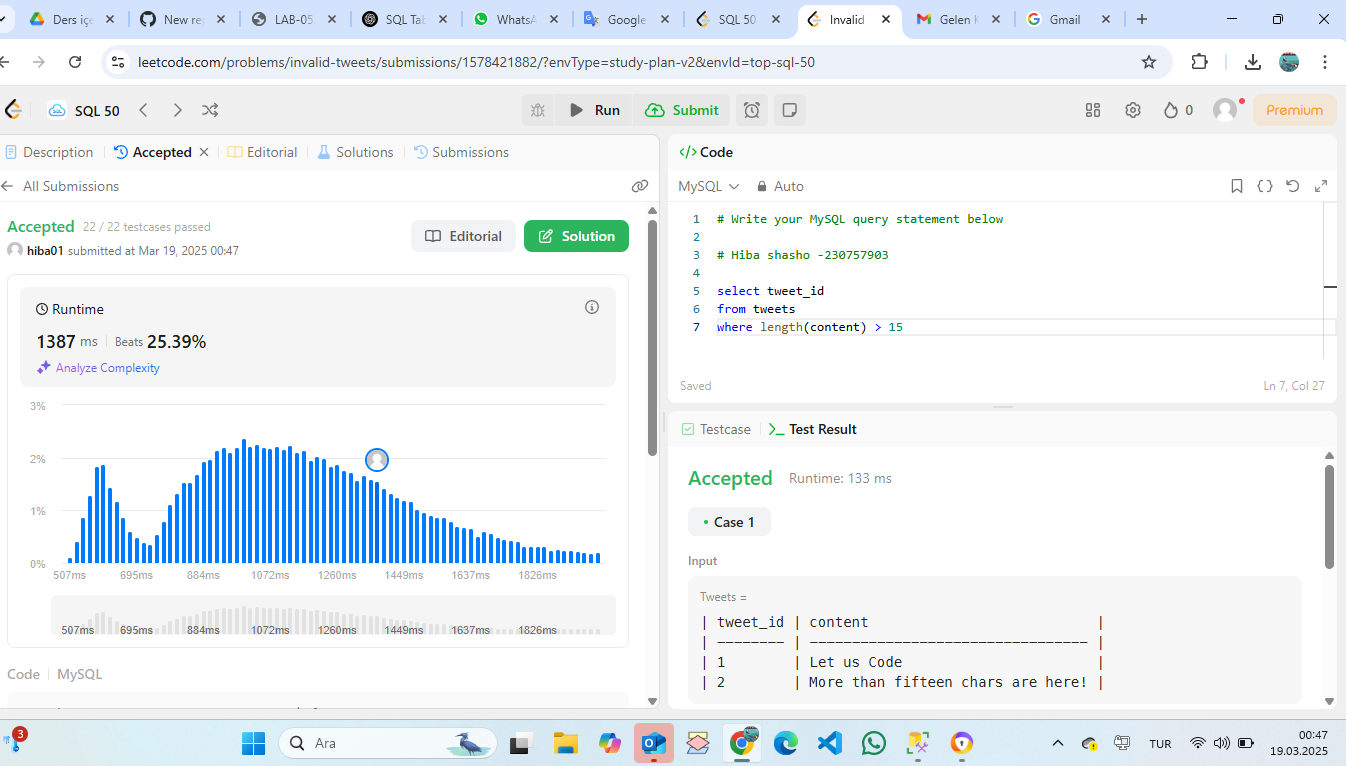 Ders içe
New re
LAB-05
SQL Tab
WhatsA
Google
SQL 50
Invalid
Gelen K
Gmail
leetcode.com/problems/invalid-tweets/submissions/1578421882/?envType=study-plan-v2&envId=top-sql-50
SQL 50
Run
Submit
0
Premium
Description
Accepted
Editorial
Solutions
Submissions
All Submissions
Accepted 22 / 22 testcases passed
hiba01 submitted at Mar 19, 2025 00:47
Editorial
Solution
Runtime
1387 ms Beats 25.39%
Analyze Complexity
3%
2%
1%
0%
507ms 695ms 884ms 1072ms 1260ms 1449ms 1637ms 1826ms
507ms 695ms 884ms 1072ms 1260ms 1449ms 1637ms 1826ms
Code MySQL
</> Code
MySQL Auto
1 # Write your MySQL query statement below
2
3 # Hiba shasho -230757903
4
5 select tweet_id
6 from tweets
7 where length(content) > 15
Saved
Ln 7, Col 27
Testcase
Test Result
Accepted Runtime: 133 ms
Case 1
Input
Tweets =
| tweet_id | content |
| -------- | --------------------------------- |
| 1 | Let us Code |
| 2 | More than fifteen chars are here! |
3
Ara
TUR
00:47
19.03.2025